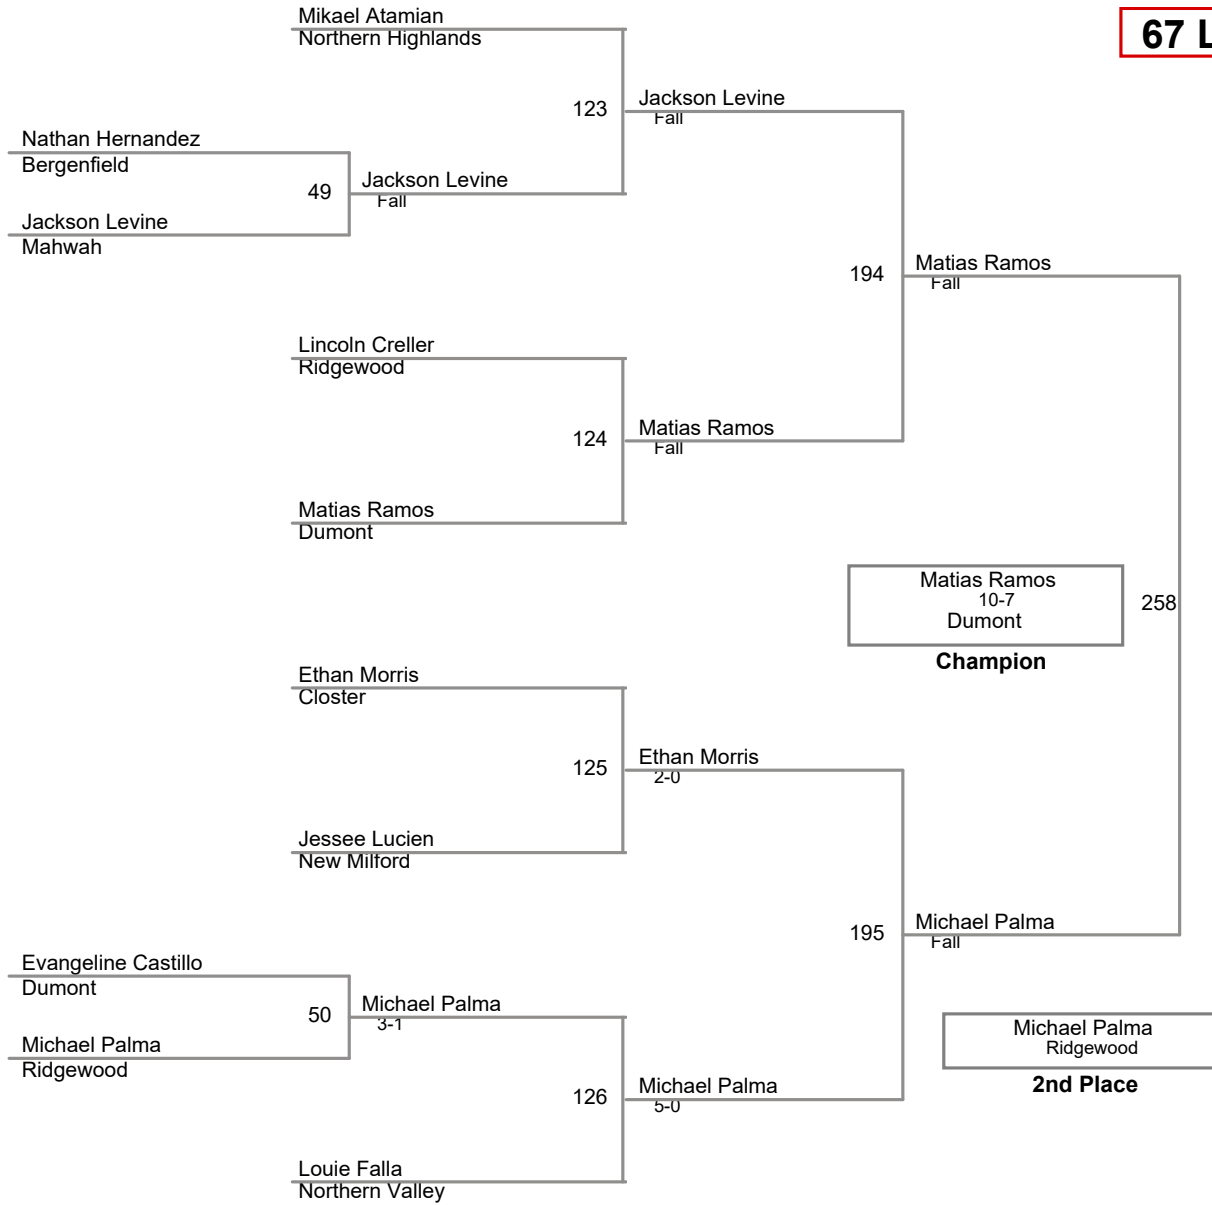 Mikael Atamian
Northern Highlands
67 L
123
Jackson Levine
Fall
Nathan Hernandez
Bergenfield
49
Jackson Levine
Fall
Jackson Levine
Mahwah
194
Matias Ramos
Fall
Lincoln Creller
Ridgewood
124
Matias Ramos
Fall
Matias Ramos
Dumont
Matias Ramos
10-7
Dumont
258
Champion
Ethan Morris
Closter
125
Ethan Morris
2-0
Jessee Lucien
New Milford
195
Michael Palma
Fall
Evangeline Castillo
Dumont
50
Michael Palma
3-1
Michael Palma
Ridgewood
Michael Palma
Ridgewood
2nd Place
126
Michael Palma
5-0
Louie Falla
Northern Valley